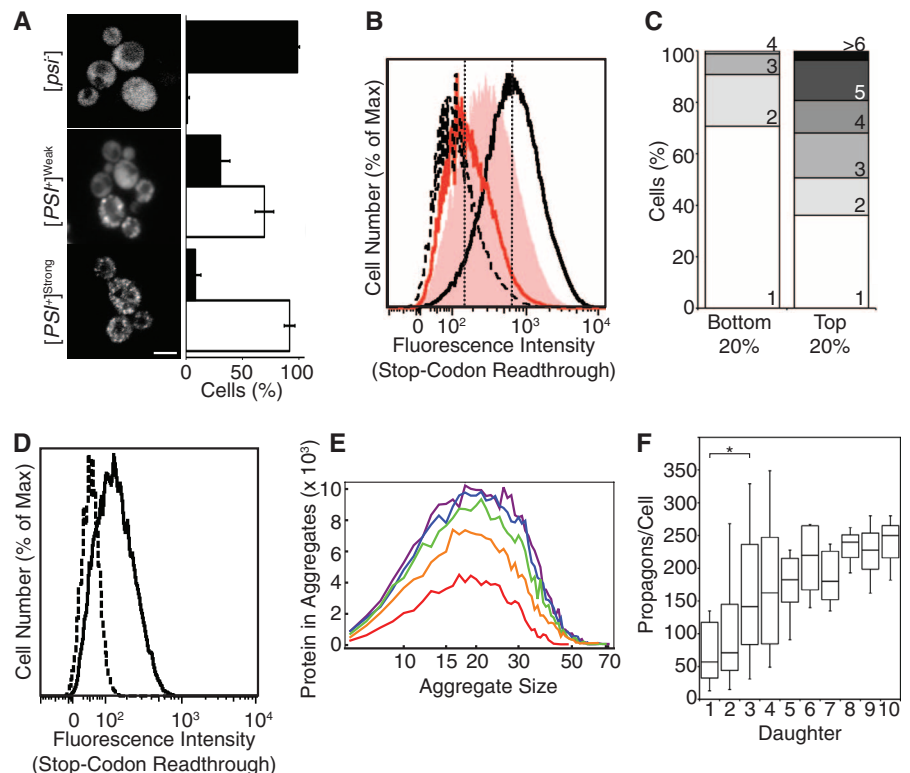 A
[psi⁻]
[PSI⁺]Weak
[PSI⁺]Strong
0 50 100
Cells (%)
B
Cell Number (% of Max)
0 10² 10³ 10⁴
Fluorescence Intensity
(Stop-Codon Readthrough)
C
Cells (%)
100
80
60
40
20
0
4
3
2
1
>6
5
4
3
2
1
Bottom
20%
Top
20%
D
Cell Number (% of Max)
0 10² 10³ 10⁴
Fluorescence Intensity
(Stop-Codon Readthrough)
E
Protein in Aggregates (x 10³)
10
8
6
4
2
0
10 15 20 30 50 70
Aggregate Size
F
Propagons/Cell
350
300
250
200
150
100
50
0
*
1 2 3 4 5 6 7 8 9 10
Daughter